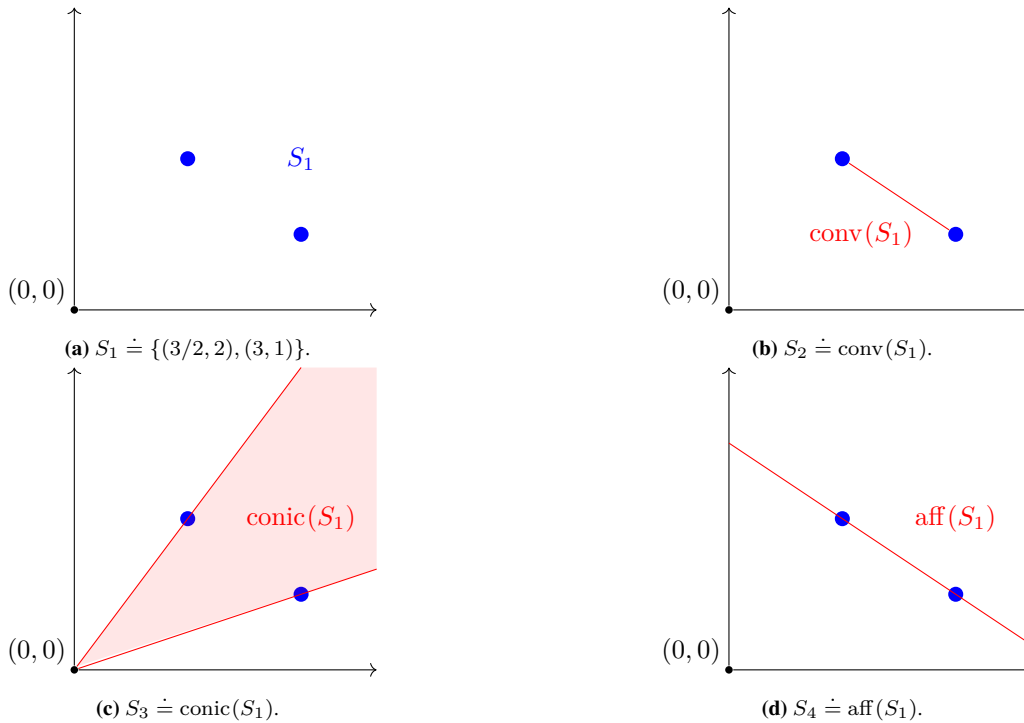 S₁
(0, 0)
(a) S₁ ≐ {(3/2, 2), (3, 1)}.
conv(S₁)
(0, 0)
(b) S₂ ≐ conv(S₁).
conic(S₁)
(0, 0)
(c) S₃ ≐ conic(S₁).
aff(S₁)
(0, 0)
(d) S₄ ≐ aff(S₁).